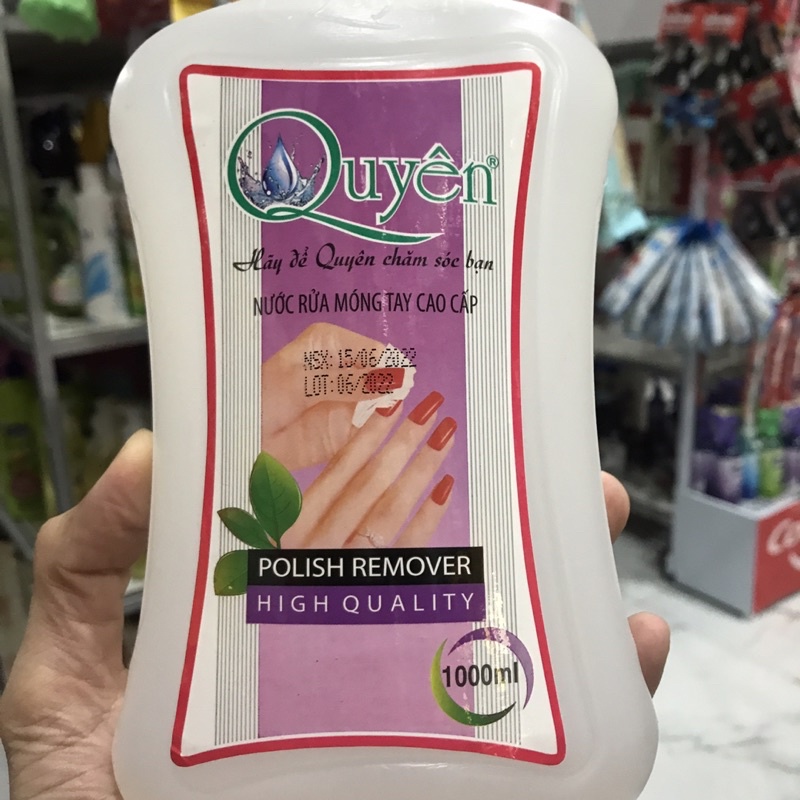 Quyên®
Hãy để Quyên chăm sóc bạn
NƯỚC RỬA MÓNG TAY CAO CẤP
NSX: 15/06/2022
LOT: 06/2022
POLISH REMOVER
HIGH QUALITY
1000ml